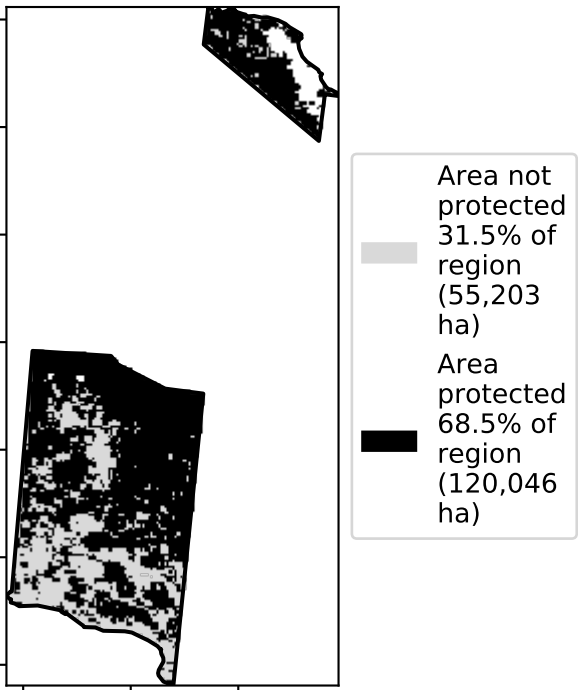 Area not
protected
31.5% of
region
(55,203
ha)
Area
protected
68.5% of
region
(120,046
ha)